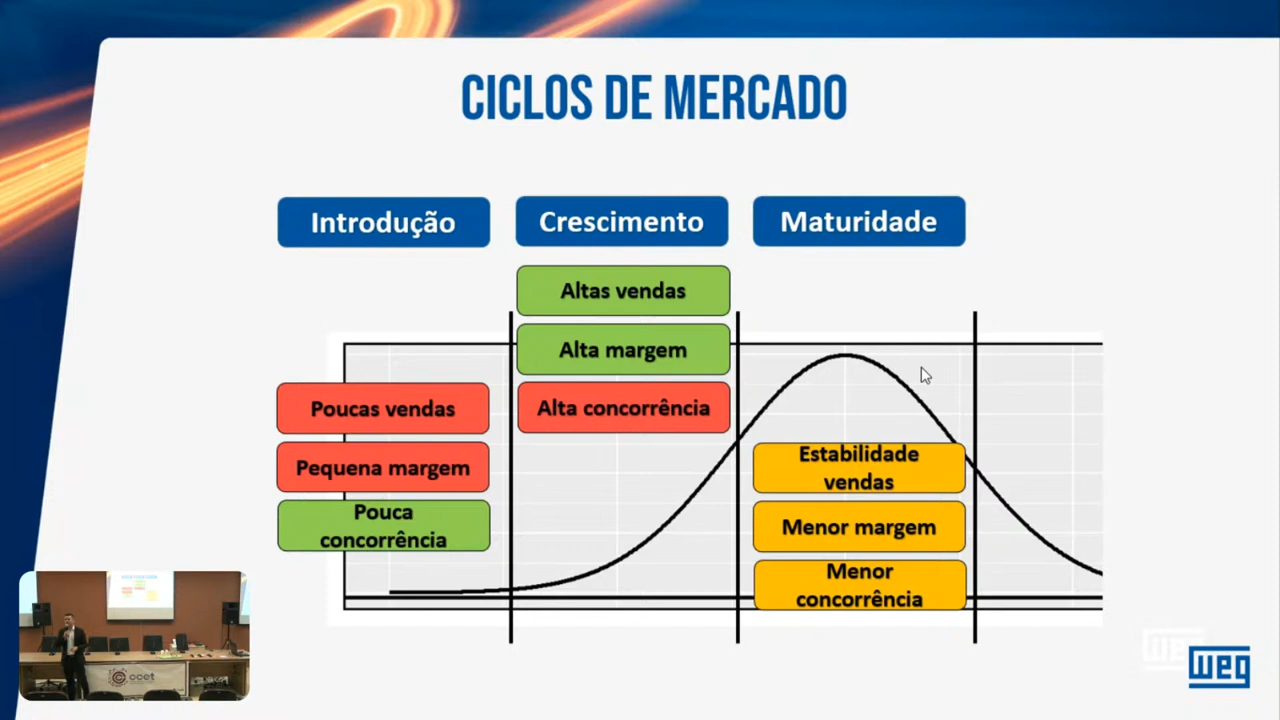 CICLOS DE MERCADO
Introdução
Crescimento
Maturidade
Altas vendas
Alta margem
Alta concorrência
Poucas vendas
Pequena margem
Pouca
concorrência
Estabilidade
vendas
Menor margem
Menor
concorrência
ccet
weg